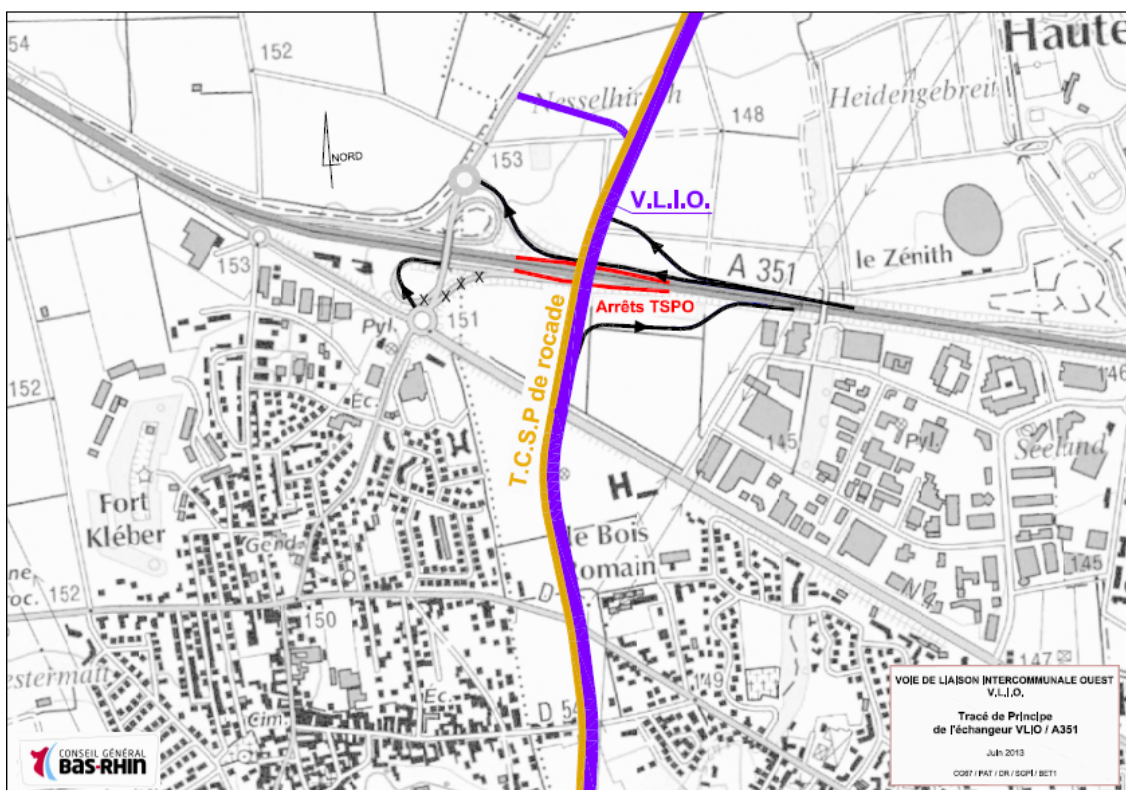 54
152
Haute
Nesselhirsch
Heidengebreit
148
NORD
153
V.L.I.O.
A 351
le Zénith
153
Arrêts TSPO
151
Pyl.
T.C.S.P de rocade
152
146
Éc.
145
Pyl.
Seeland
H
Fort
Kléber
le Bois
Romain
Gend.
N 4
145
152
D
150
estermatt
147
149
Éc.
Cim.
D 54
VOIE DE LIAISON INTERCOMMUNALE OUEST
V.L.I.O.
Tracé de Principe
de l'échangeur VLIO / A351
Juin 2013
CG67 / PAT / DR / SGPI / BET1
CONSEIL GÉNÉRAL
BAS-RHIN